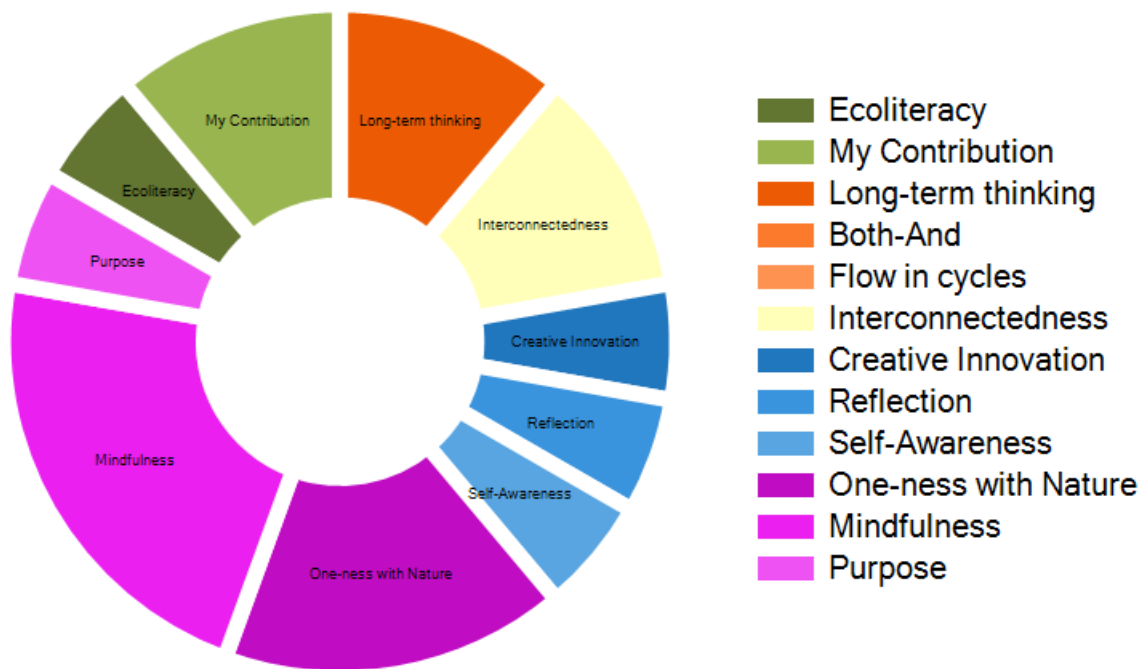 My Contribution
Long-term thinking
Ecoliteracy
Interconnectedness
Purpose
Creative Innovation
Reflection
Mindfulness
Self-Awareness
One-ness with Nature
Ecoliteracy
My Contribution
Long-term thinking
Both-And
Flow in cycles
Interconnectedness
Creative Innovation
Reflection
Self-Awareness
One-ness with Nature
Mindfulness
Purpose